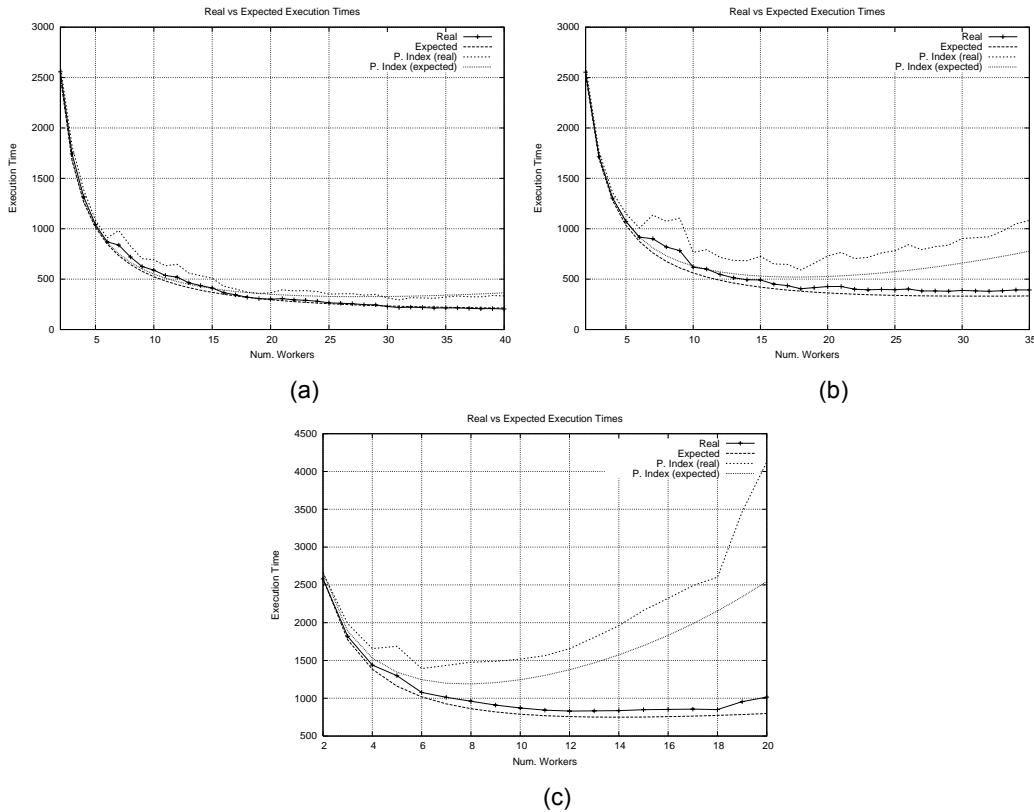 Real vs Expected Execution Times
3000
2500
2000
1500
1000
500
0
Execution Time
Real
Expected
P. Index (real)
P. Index (expected)
5 10 15 20 25 30 35 40
Num. Workers
(a)
Real vs Expected Execution Times
3000
2500
2000
1500
1000
500
0
Execution Time
Real
Expected
P. Index (real)
P. Index (expected)
5 10 15 20 25 30 35
Num. Workers
(b)
Real vs Expected Execution Times
4500
4000
3500
3000
2500
2000
1500
1000
500
Execution Time
Real
Expected
P. Index (real)
P. Index (expected)
2 4 6 8 10 12 14 16 18 20
Num. Workers
(c)